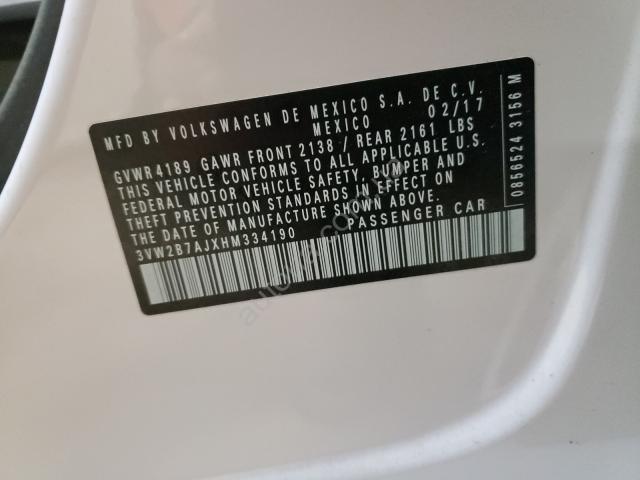 MFD BY VOLKSWAGEN DE MEXICO S.A. DE C.V.
MEXICO 02/17
GVWR 4189 GAWR FRONT 2138 / REAR 2161 LBS
THIS VEHICLE CONFORMS TO ALL APPLICABLE U.S.
FEDERAL MOTOR VEHICLE SAFETY, BUMPER AND
THEFT PREVENTION STANDARDS IN EFFECT ON
THE DATE OF MANUFACTURE SHOWN ABOVE.
3VW2B7AJXHM334190 PASSENGER CAR
0856524 3156 M